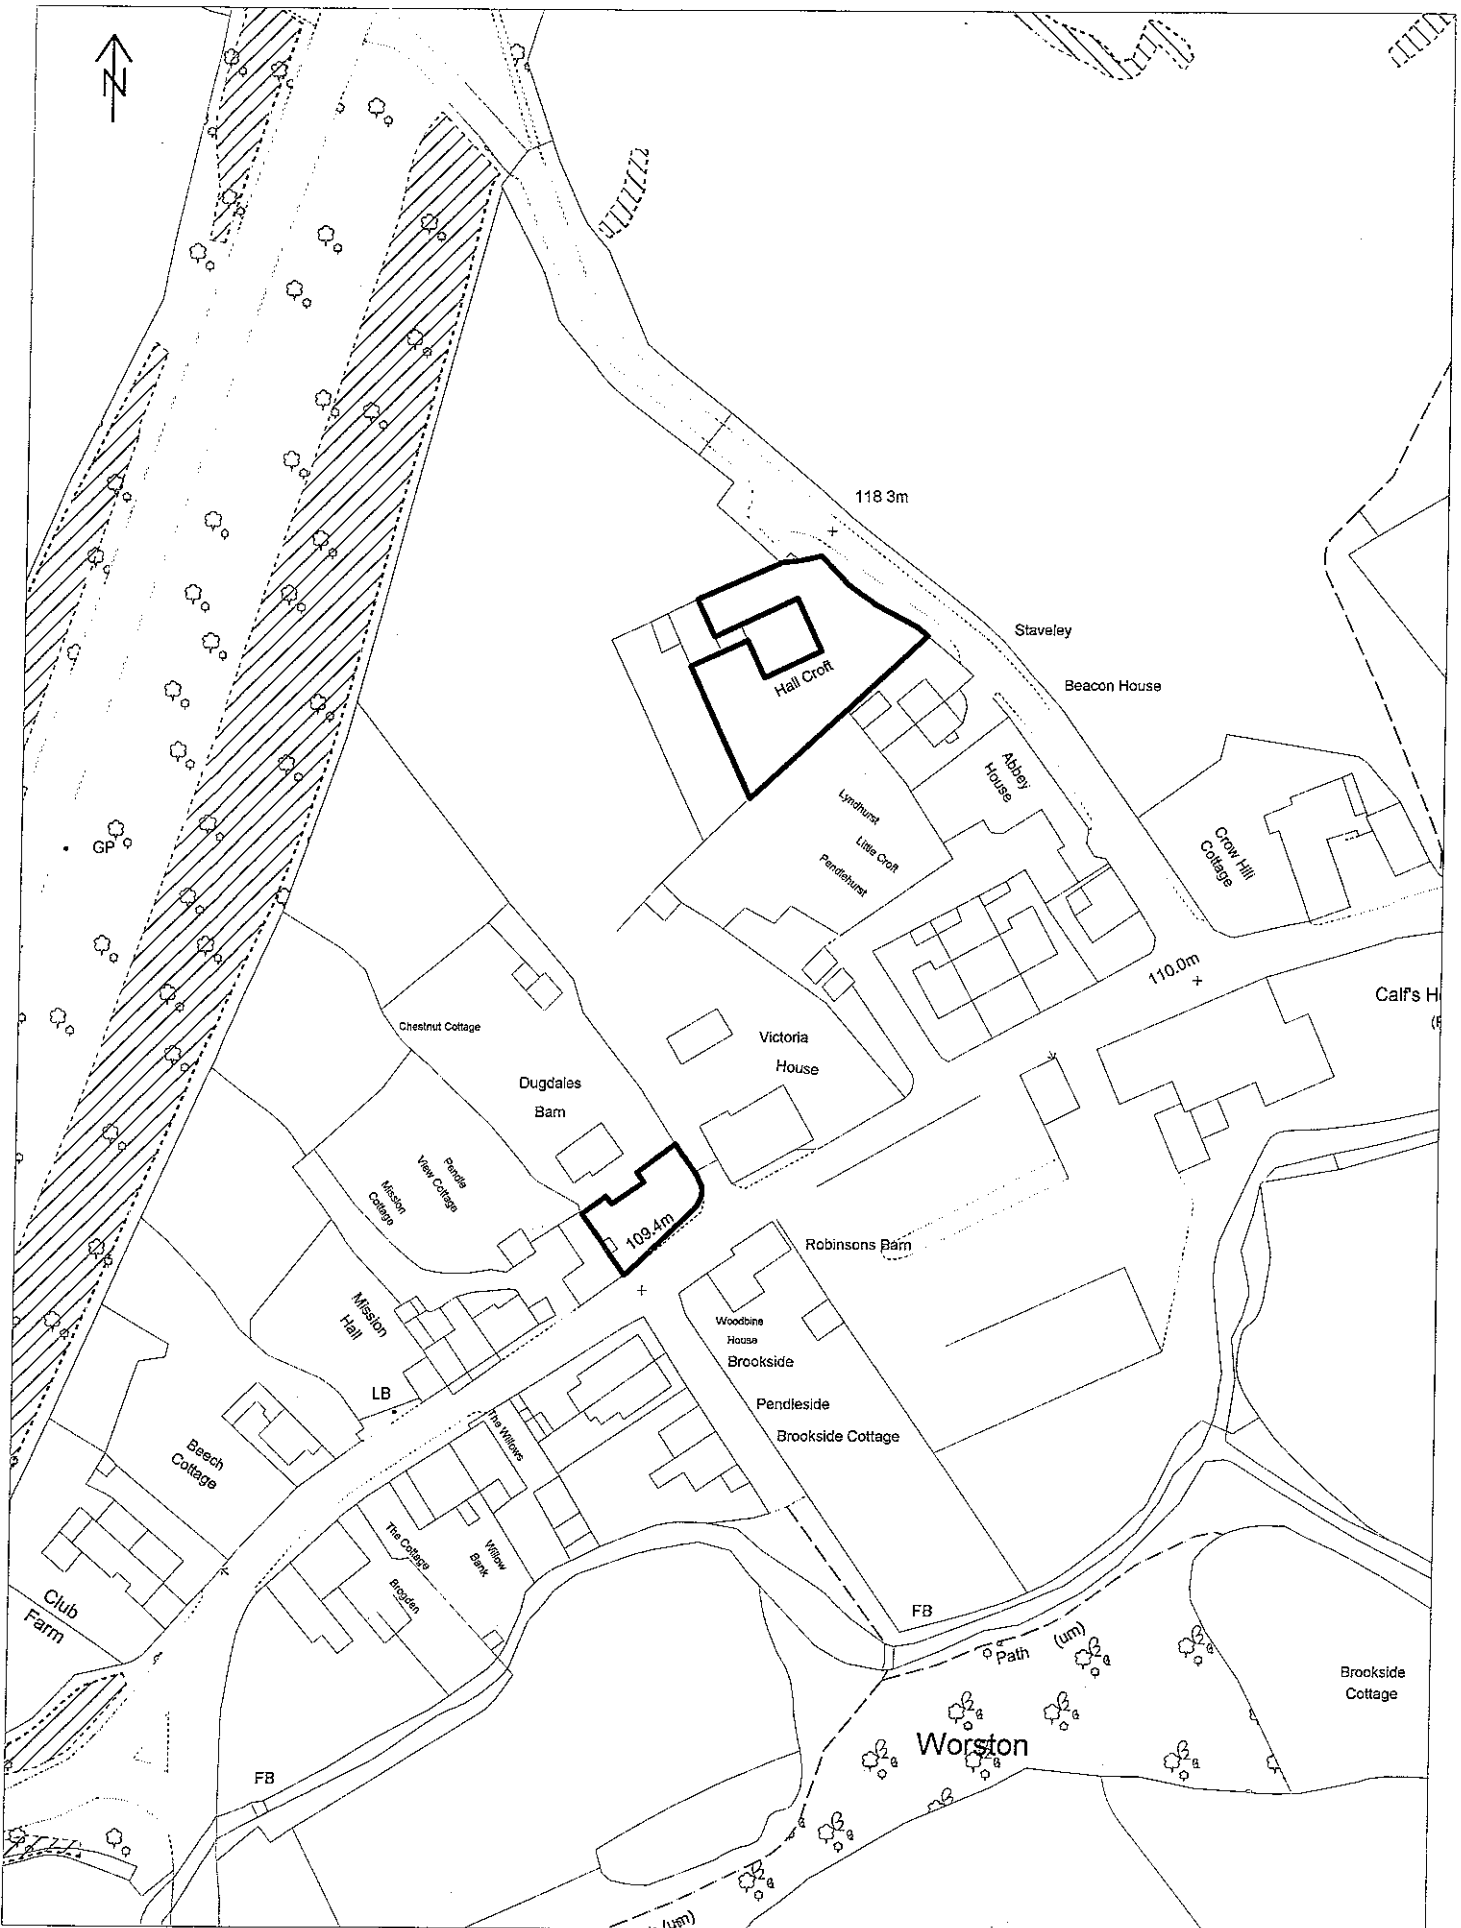 N
118 3m
Staveley
Beacon House
Hall Croft
Abbey
House
Lyndhurst
Little Croft
Pendlehurst
Crow Hill
Cottage
GP
110.0m
Calf's H
Chestnut Cottage
Victoria
House
Dugdales
Barn
Pendle
View Cottage
Mission
Cottage
109.4m
Robinsons Barn
Mission
Hall
Woodbine
House
Brookside
LB
Pendleside
Brookside Cottage
The Willows
Beech
Cottage
The Cottage
Willow
Bank
Brogden
Club
Farm
FB
Path (um)
Brookside
Cottage
Worston
FB
(um)